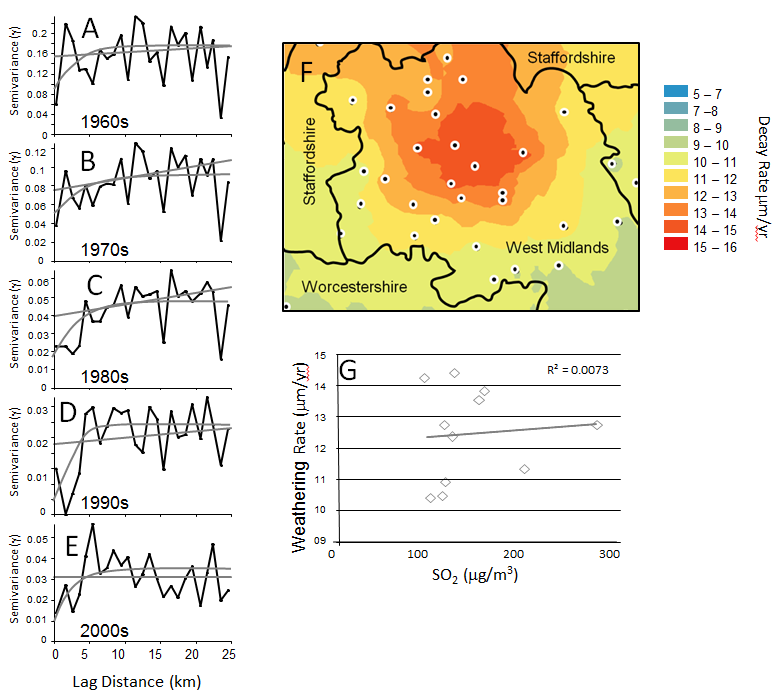 A
Semivariance (γ)
0.2
0.16
0.12
0.08
0.04
0
1960s
B
Semivariance (γ)
0.12
0.1
0.08
0.06
0.04
0.02
0
1970s
C
Semivariance (γ)
0.06
0.05
0.04
0.03
0.02
0.01
0
1980s
D
Semivariance (γ)
0.03
0.02
0.01
0
1990s
E
Semivariance (γ)
0.05
0.04
0.03
0.02
0.01
0
2000s
0 5 10 15 20 25
Lag Distance (km)
F
Staffordshire
Staffordshire
West Midlands
Worcestershire
5 – 7
7 –8
8 – 9
9 – 10
10 – 11
11 – 12
12 – 13
13 – 14
14 – 15
15 – 16
Decay Rate µm/yr.
G
R² = 0.0073
Weathering Rate (µm/yr)
15
14
13
12
11
10
09
0 100 200 300
SO₂ (µg/m³)